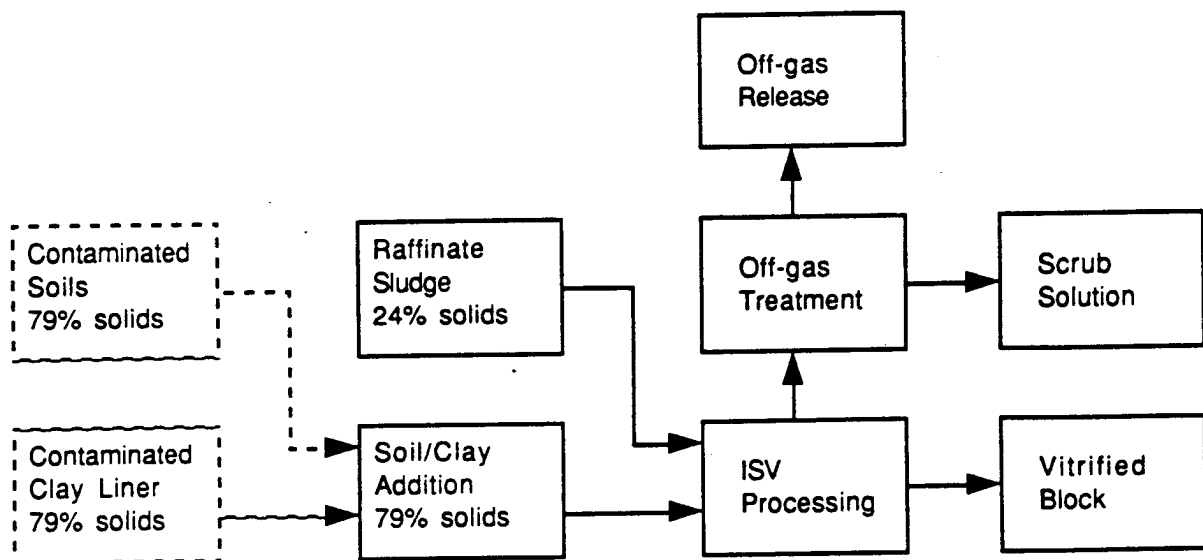 Off-gas
Release
Contaminated
Soils
79% solids
Raffinate
Sludge
24% solids
Off-gas
Treatment
Scrub
Solution
Contaminated
Clay Liner
79% solids
Soil/Clay
Addition
79% solids
ISV
Processing
Vitrified
Block